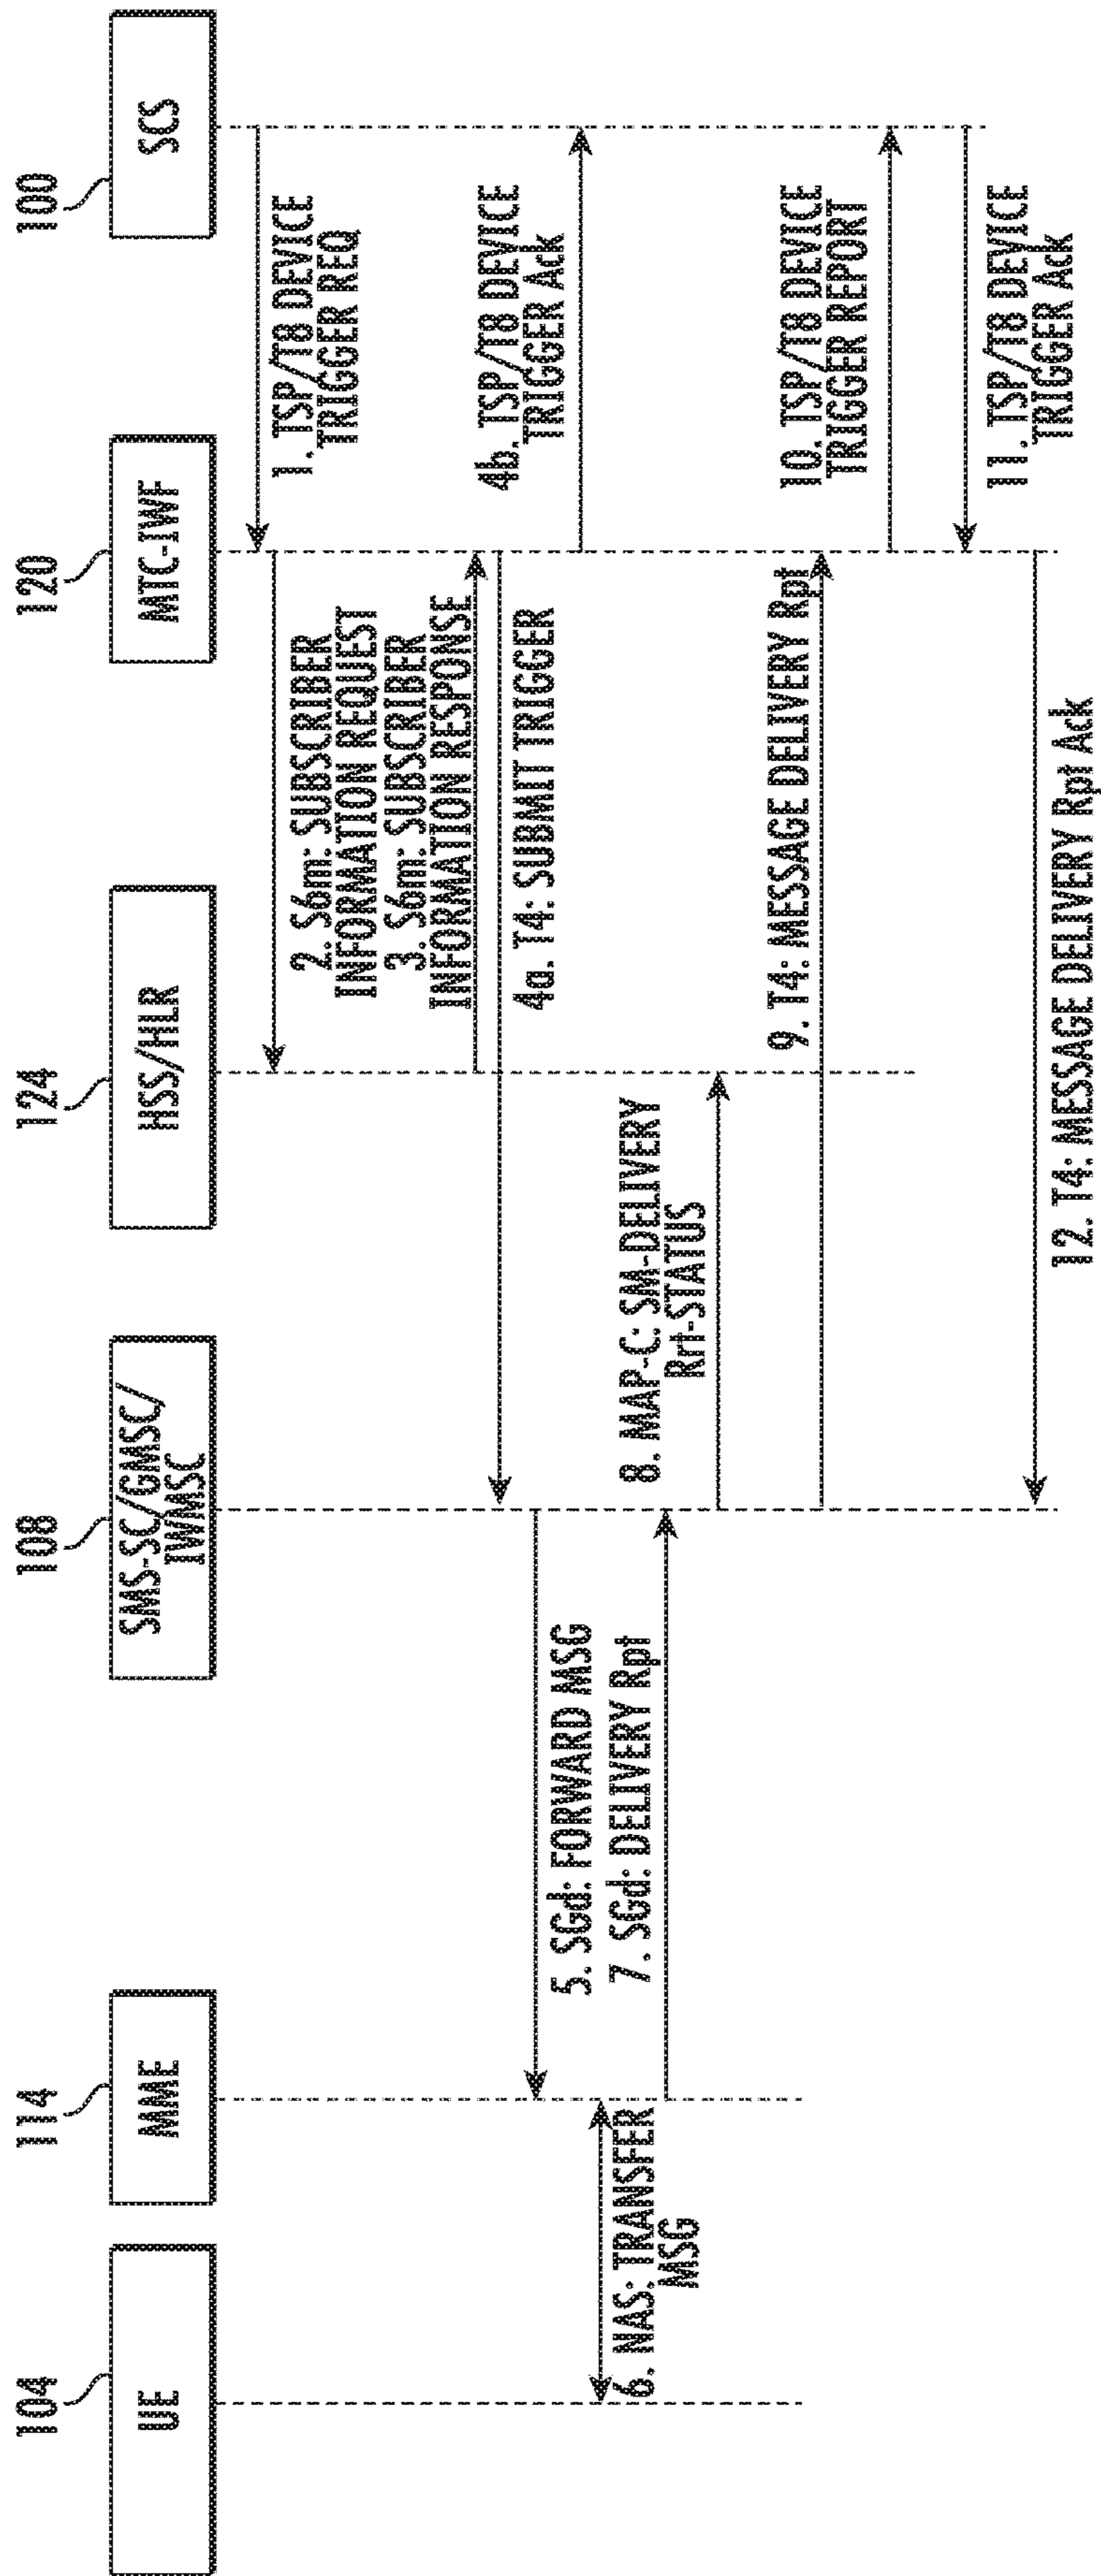 104
UE
114
MME
108
SMS-SC/GMSC/
IWMSC
124
HSS/HLR
120
MTC-IWF
100
SCS
1. TSP/T8 DEVICE
TRIGGER REQ
2. S6m: SUBSCRIBER
INFORMATION REQUEST
3. S6m: SUBSCRIBER
INFORMATION RESPONSE
4a. T4: SUBMIT TRIGGER
4b. TSP/T8 DEVICE
TRIGGER Ack
5. SGd: FORWARD MSG
6. NAS: TRANSFER
MSG
7. SGd: DELIVERY Rpt
8. MAP-C: SM-DELIVERY
Rrt-STATUS
9. T4: MESSAGE DELIVERY Rpt
10. TSP/T8 DEVICE
TRIGGER REPORT
11. TSP/T8 DEVICE
TRIGGER Ack
12. T4: MESSAGE DELIVERY Rpt Ack